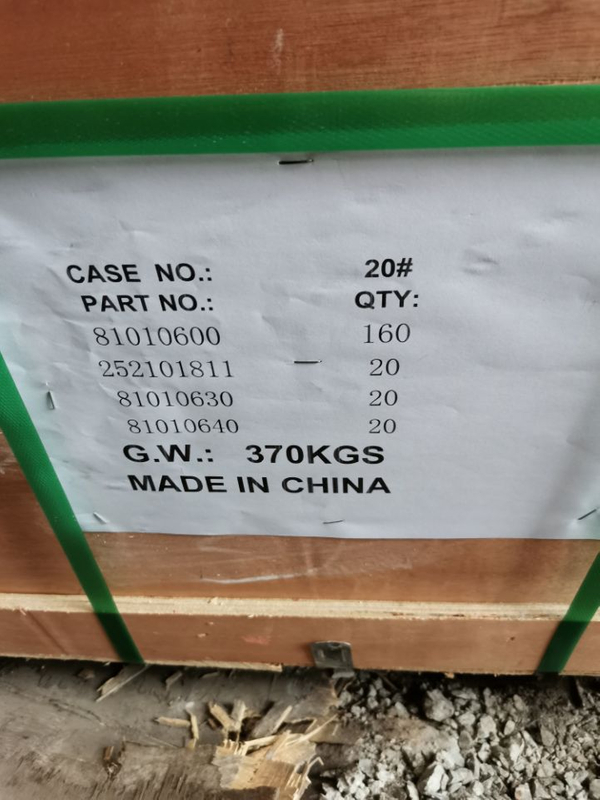 CASE NO.: 20#
PART NO.: QTY:
81010600 160
252101811 20
81010630 20
81010640 20
G.W.: 370KGS
MADE IN CHINA